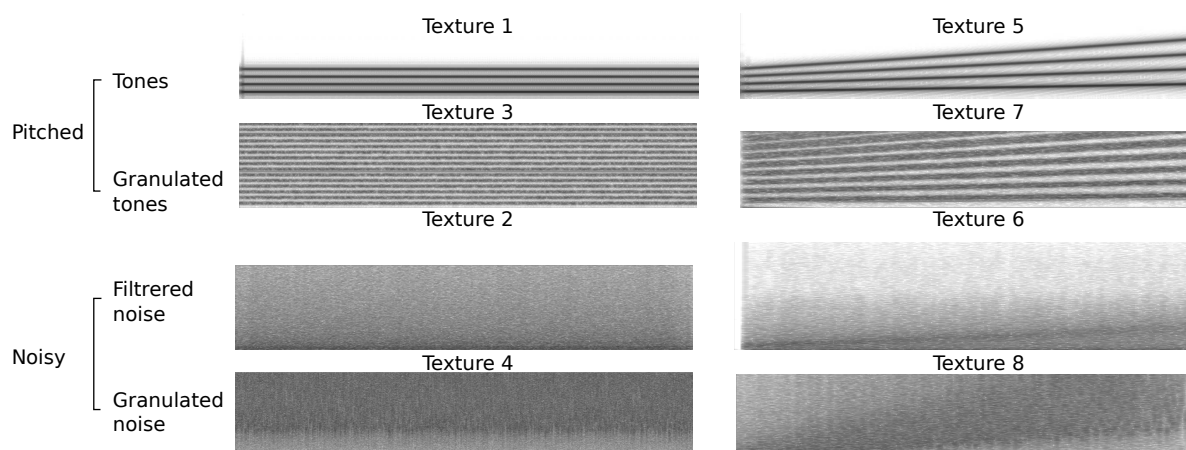 Texture 1
Texture 5
Tones
Pitched
Texture 3
Texture 7
Granulated
tones
Texture 2
Texture 6
Filtrered
noise
Noisy
Texture 4
Texture 8
Granulated
noise